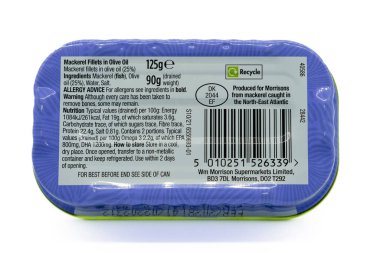 Mackerel Fillets in Olive Oil
Mackerel fillets in olive oil (25%)
Ingredients Mackerel (fish), Olive
oil (25%), Water, Salt.
125g e
90g (drained
weight)
ALLERGY ADVICE For allergens see ingredients in bold.
Warning Although every care has been taken to
remove bones, some may remain.
Nutrition Typical values (drained) per 100g: Energy
1084kJ/261kcal, Fat 19g, of which saturates 3.6g,
Carbohydrate trace, of which sugars trace, Fibre trace,
Protein 22.4g, Salt 0.81g. Contains 2 portions. Typical
values (drained) per 100g Omega 3 2.2g, of which EPA
800mg, DHA 1200mg. How to store Store in a cool,
dry place. Once opened, transfer to a non-metallic
container and keep refrigerated. Use within 2 days
of opening.
FOR BEST BEFORE END SEE SIDE OF CAN
Recycle
DK
2044
EF
Produced for Morrisons
from mackerel caught in
the North-East Atlantic
5 010251 526339 >
Wm Morrison Supermarkets Limited,
BD3 7DL Morrisons, D02 T292